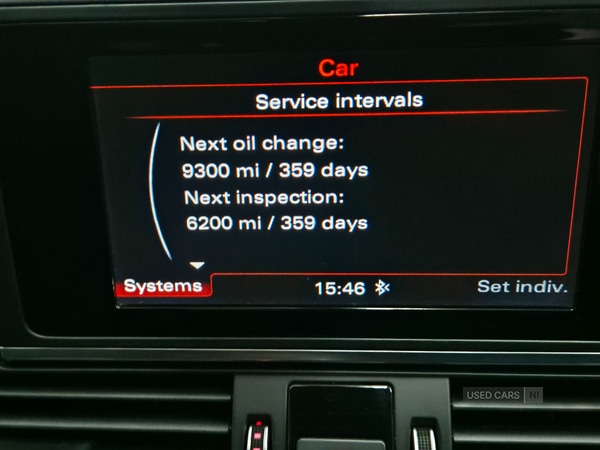 Car
Service intervals
Next oil change:
9300 mi / 359 days
Next inspection:
6200 mi / 359 days
Systems
15:46
Set indiv.
USED CARS NI